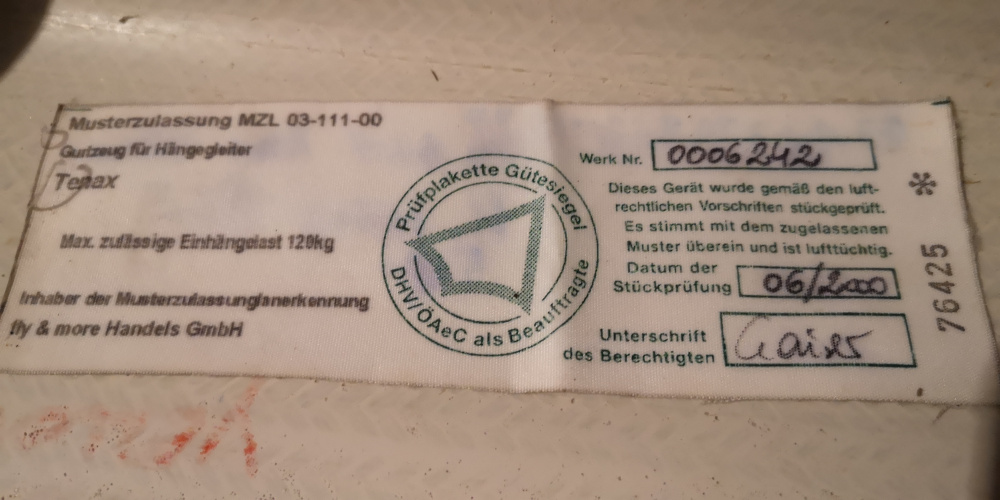 Musterzulassung MZL 03-111-00
Gurtzeug für Hängegleiter
Tenax
Max. zulässige Einhängelast 120kg
Inhaber der Musterzulassung/anerkennung
fly & more Handels GmbH
Prüfplakette Gütesiegel
DHV/ÖAeC als Beauftragte
Werk Nr. 0006242
Dieses Gerät wurde gemäß den luft-
rechtlichen Vorschriften stückgeprüft.
Es stimmt mit dem zugelassenen
Muster überein und ist lufttüchtig.
Datum der
Stückprüfung 06/2000
Unterschrift
des Berechtigten
76425 *